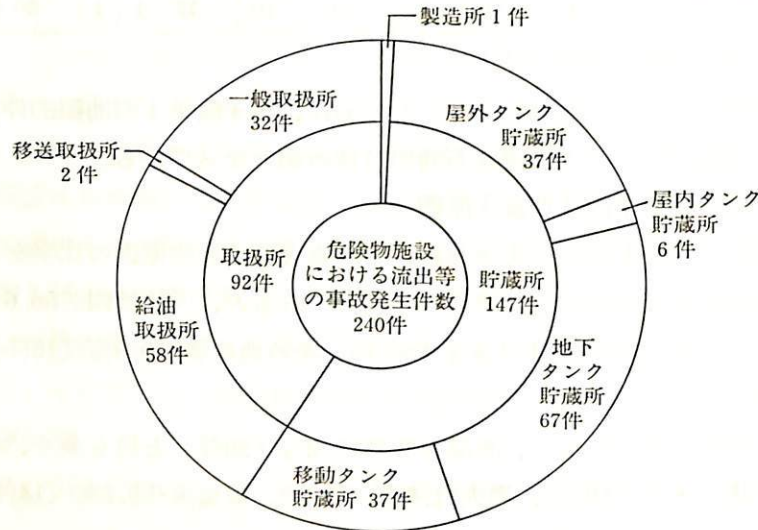 製造所1件
一般取扱所
32件
屋外タンク
貯蔵所
37件
移送取扱所
2件
屋内タンク
貯蔵所
6件
取扱所
92件
危険物施設
における流出等
の事故発生件数
240件
貯蔵所
147件
給油
取扱所
58件
地下
タンク
貯蔵所
67件
移動タンク
貯蔵所 37件